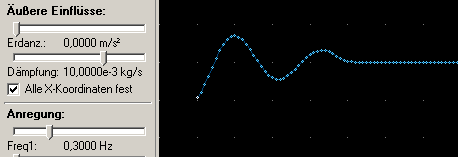 Äußere Einflüsse:
Erdanz.: 0,0000 m/s²
Dämpfung: 10,0000e-3 kg/s
Alle X-Koordinaten fest
Anregung:
Freq1: 0,3000 Hz